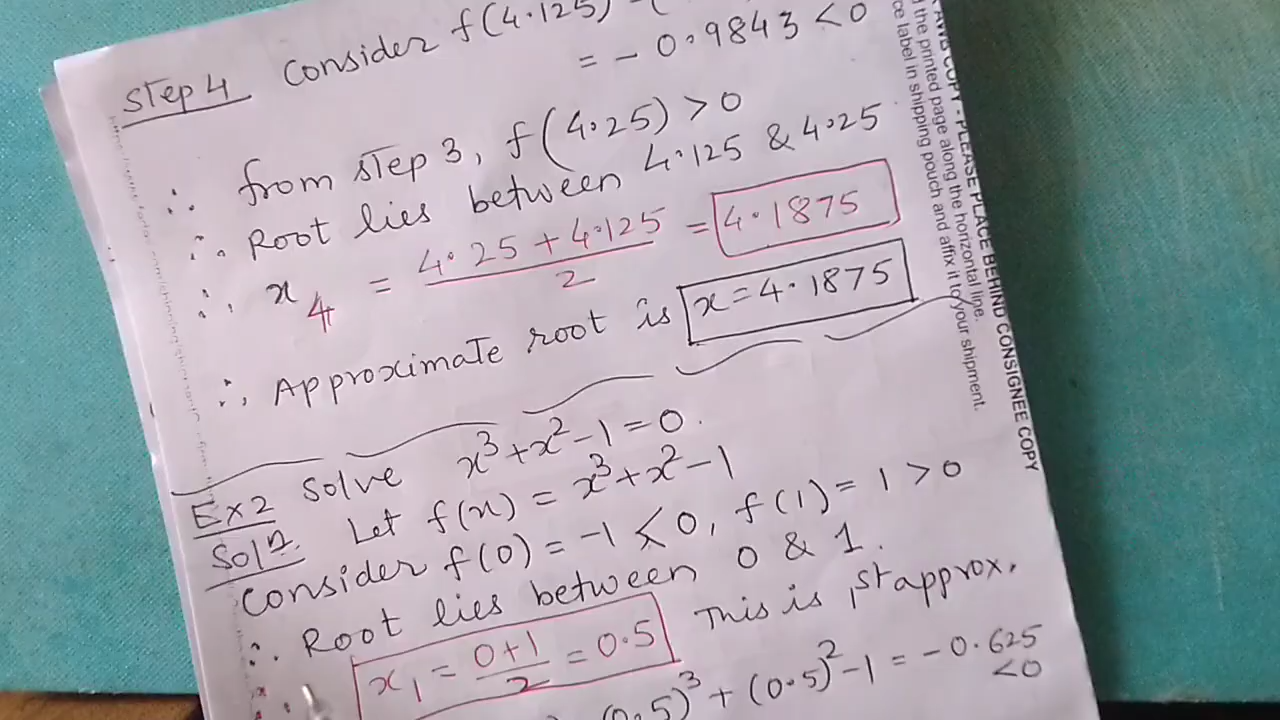 Step 4 Consider f(4.125) = (
= - 0.9843 < 0
∴ from step 3, f(4.25) > 0
∴ Root lies between 4.125 & 4.25
∴ x₄ = (4.25 + 4.125)/2 = 4.1875
∴ Approximate root is x = 4.1875
Ex2 Solve x³+x²-1=0.
Solⁿ Let f(x) = x³+x²-1
Consider f(0) = -1 < 0, f(1) = 1 > 0
∴ Root lies between 0 & 1.
∴ x₁ = (0+1)/2 = 0.5 This is 1st approx.
(0.5)³ + (0.5)² - 1 = -0.625
<0
AWB COPY - PLEASE PLACE BEHIND CONSIGNEE COPY
the printed page along the horizontal line.
ce label in shipping pouch and affix it to your shipment.